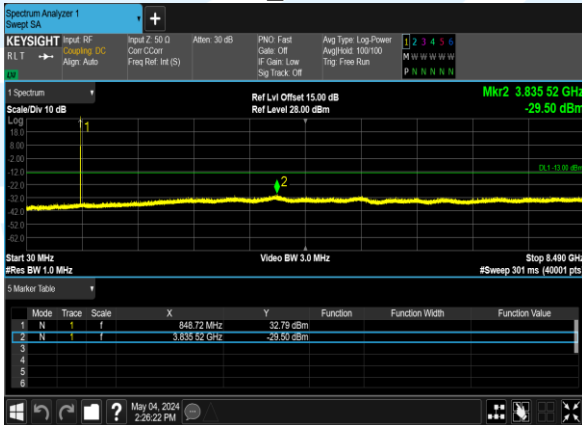 Spectrum Analyzer 1
Swept SA
KEYSIGHT Input: RF Input Z: 50 Ω Atten: 30 dB PNO: Fast Avg Type: Log-Power 1 2 3 4 5 6
RLT Coupling: DC Corr CCorr Gate: Off Avg|Hold: 100/100 M W W W W W
Align: Auto Freq Ref: Int (S) IF Gain: Low Trig: Free Run
LXI Sig Track: Off P N N N N N
1 Spectrum Ref Lvl Offset 15.00 dB Mkr2 3.835 52 GHz
Scale/Div 10 dB Ref Level 28.00 dBm -29.50 dBm
Log
1
18.0
8.00
-2.00
-12.0
DL1 -13.00 dBm
2
-22.0
-32.0
-42.0
-52.0
-62.0
Start 30 MHz Video BW 3.0 MHz Stop 8.490 GHz
#Res BW 1.0 MHz #Sweep 301 ms (40001 pts
5 Marker Table
Mode Trace Scale X Y Function Function Width Function Value
1 N 1 f 848.72 MHz 32.79 dBm
2 N 1 f 3.835 52 GHz -29.50 dBm
3
4
5
6
? May 04, 2024
2:26:22 PM